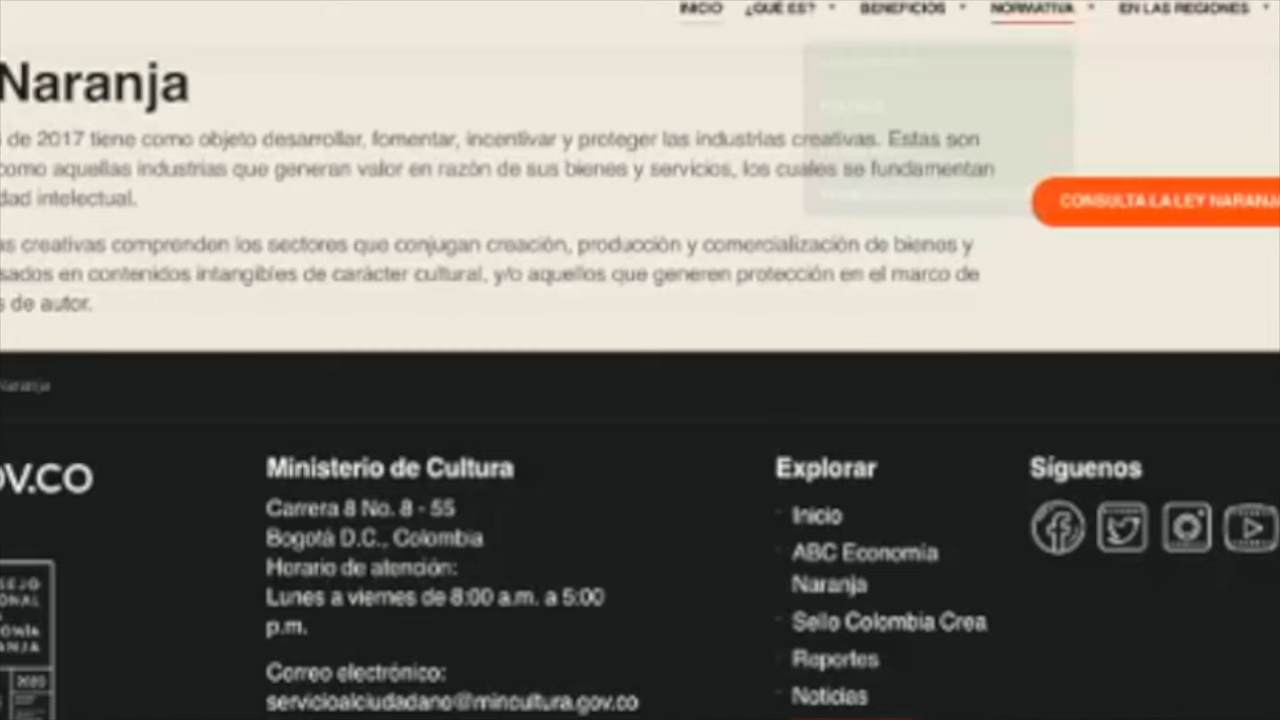 INICIO ¿QUÉ ES? BENEFICIOS NORMATIVA EN LAS REGIONES
Naranja
de 2017 tiene como objeto desarrollar, fomentar, incentivar y proteger las industrias creativas. Estas son
como aquellas industrias que generan valor en razón de sus bienes y servicios, los cuales se fundamentan
dad intelectual.
CONSULTA LA LEY NARANJA
as creativas comprenden los sectores que conjugan creación, producción y comercialización de bienes y
sados en contenidos intangibles de carácter cultural, y/o aquellos que generen protección en el marco de
s de autor.
Naranja
OV.CO
Ministerio de Cultura
Carrera 8 No. 8 - 55
Bogotá D.C., Colombia
Horario de atención:
Lunes a viernes de 8:00 a.m. a 5:00
p.m.
Correo electrónico:
servicioalciudadano@mincultura.gov.co
Explorar
Inicio
ABC Economía
Naranja
Sello Colombia Crea
Reportes
Noticias
Síguenos
SEJO
ONAL
OMÍA
ANJA